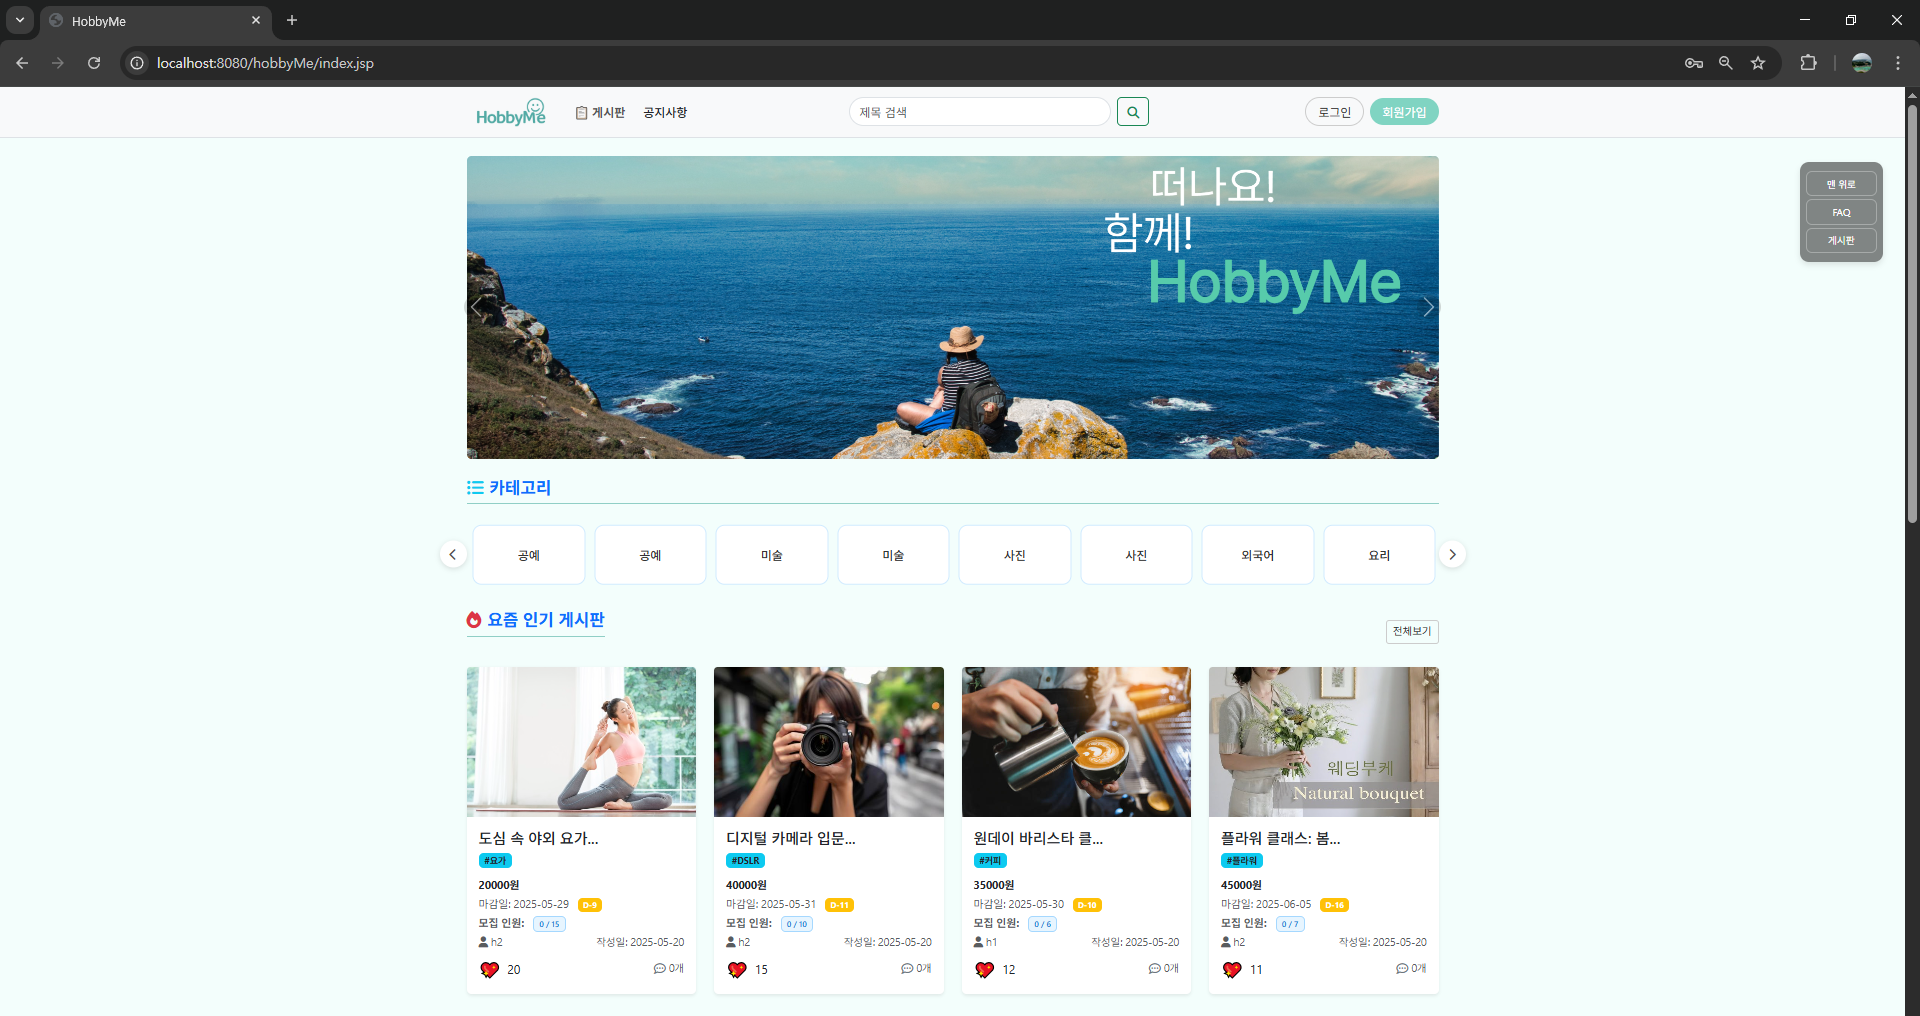 HobbyMe
localhost:8080/hobbyMe/index.jsp
HobbyMe
게시판
공지사항
제목 검색
로그인
회원가입
맨 위로
FAQ
게시판
떠나요!
함께!
HobbyMe
카테고리
공예
공예
미술
미술
사진
사진
외국어
요리
요즘 인기 게시판
전체보기
웨딩부케
Natural bouquet
도심 속 야외 요가...
#요가
20000원
마감일: 2025-05-29 D-9
모집 인원: 0 / 15
h2 작성일: 2025-05-20
20 0개
디지털 카메라 입문...
#DSLR
40000원
마감일: 2025-05-31 D-11
모집 인원: 0 / 10
h2 작성일: 2025-05-20
15 0개
원데이 바리스타 클...
#커피
35000원
마감일: 2025-05-30 D-10
모집 인원: 0 / 6
h1 작성일: 2025-05-20
12 0개
플라워 클래스: 봄...
#플라워
45000원
마감일: 2025-06-05 D-16
모집 인원: 0 / 7
h2 작성일: 2025-05-20
11 0개